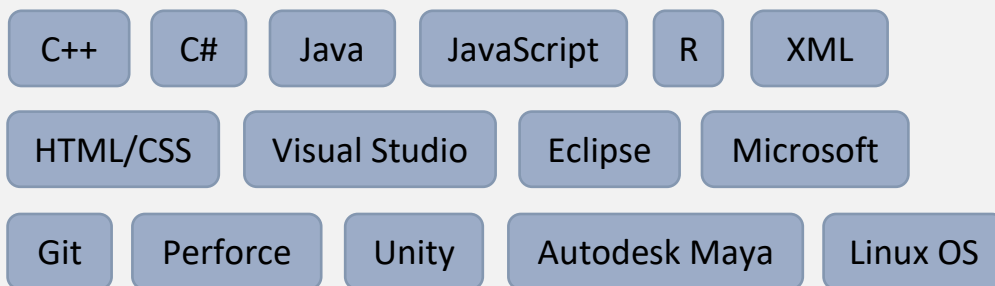 C++ C# Java JavaScript R XML
HTML/CSS Visual Studio Eclipse Microsoft
Git Perforce Unity Autodesk Maya Linux OS